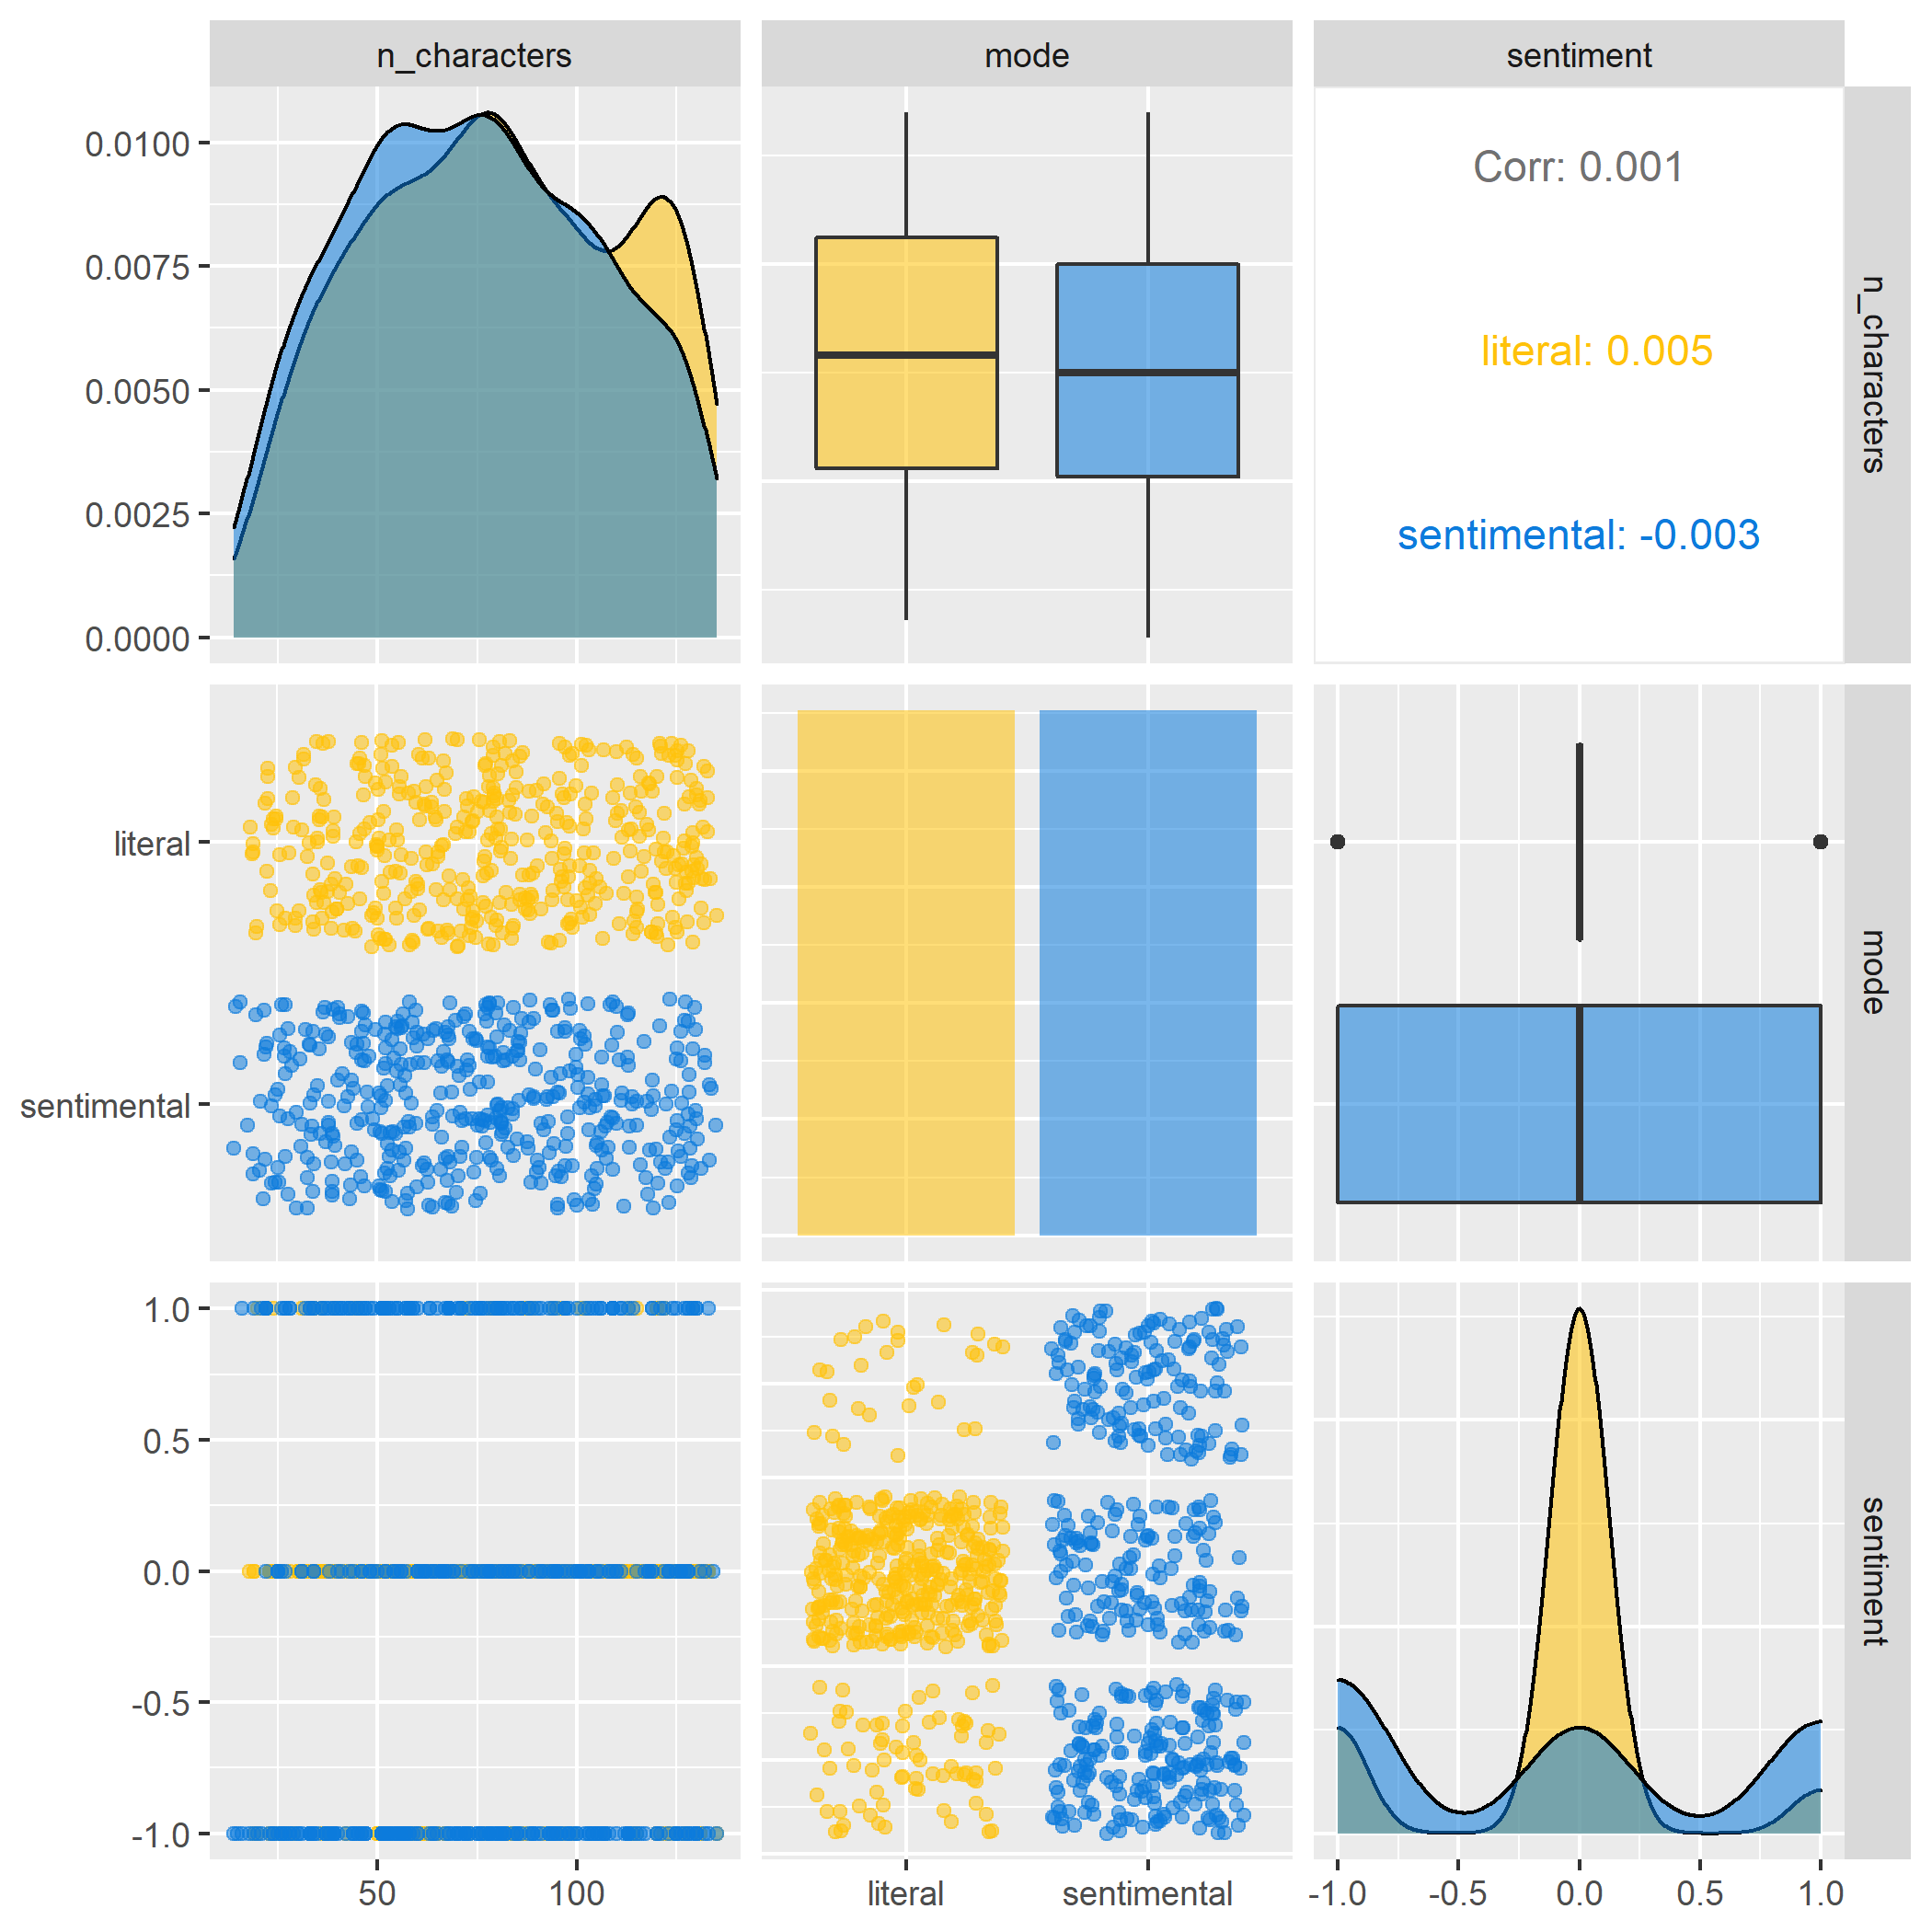 n_characters
mode
sentiment
0.0100
0.0075
0.0050
0.0025
0.0000
Corr: 0.001
literal: 0.005
sentimental: -0.003
n_characters
literal
sentimental
mode
1.0
0.5
0.0
-0.5
-1.0
sentiment
50
100
literal
sentimental
-1.0
-0.5
0.0
0.5
1.0